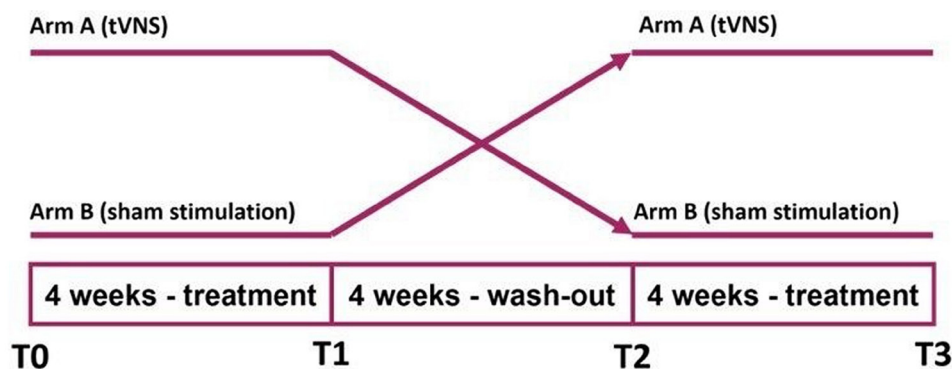 Arm A (tVNS)
Arm A (tVNS)
Arm B (sham stimulation)
Arm B (sham stimulation)
4 weeks - treatment
4 weeks - wash-out
4 weeks - treatment
T0
T1
T2
T3